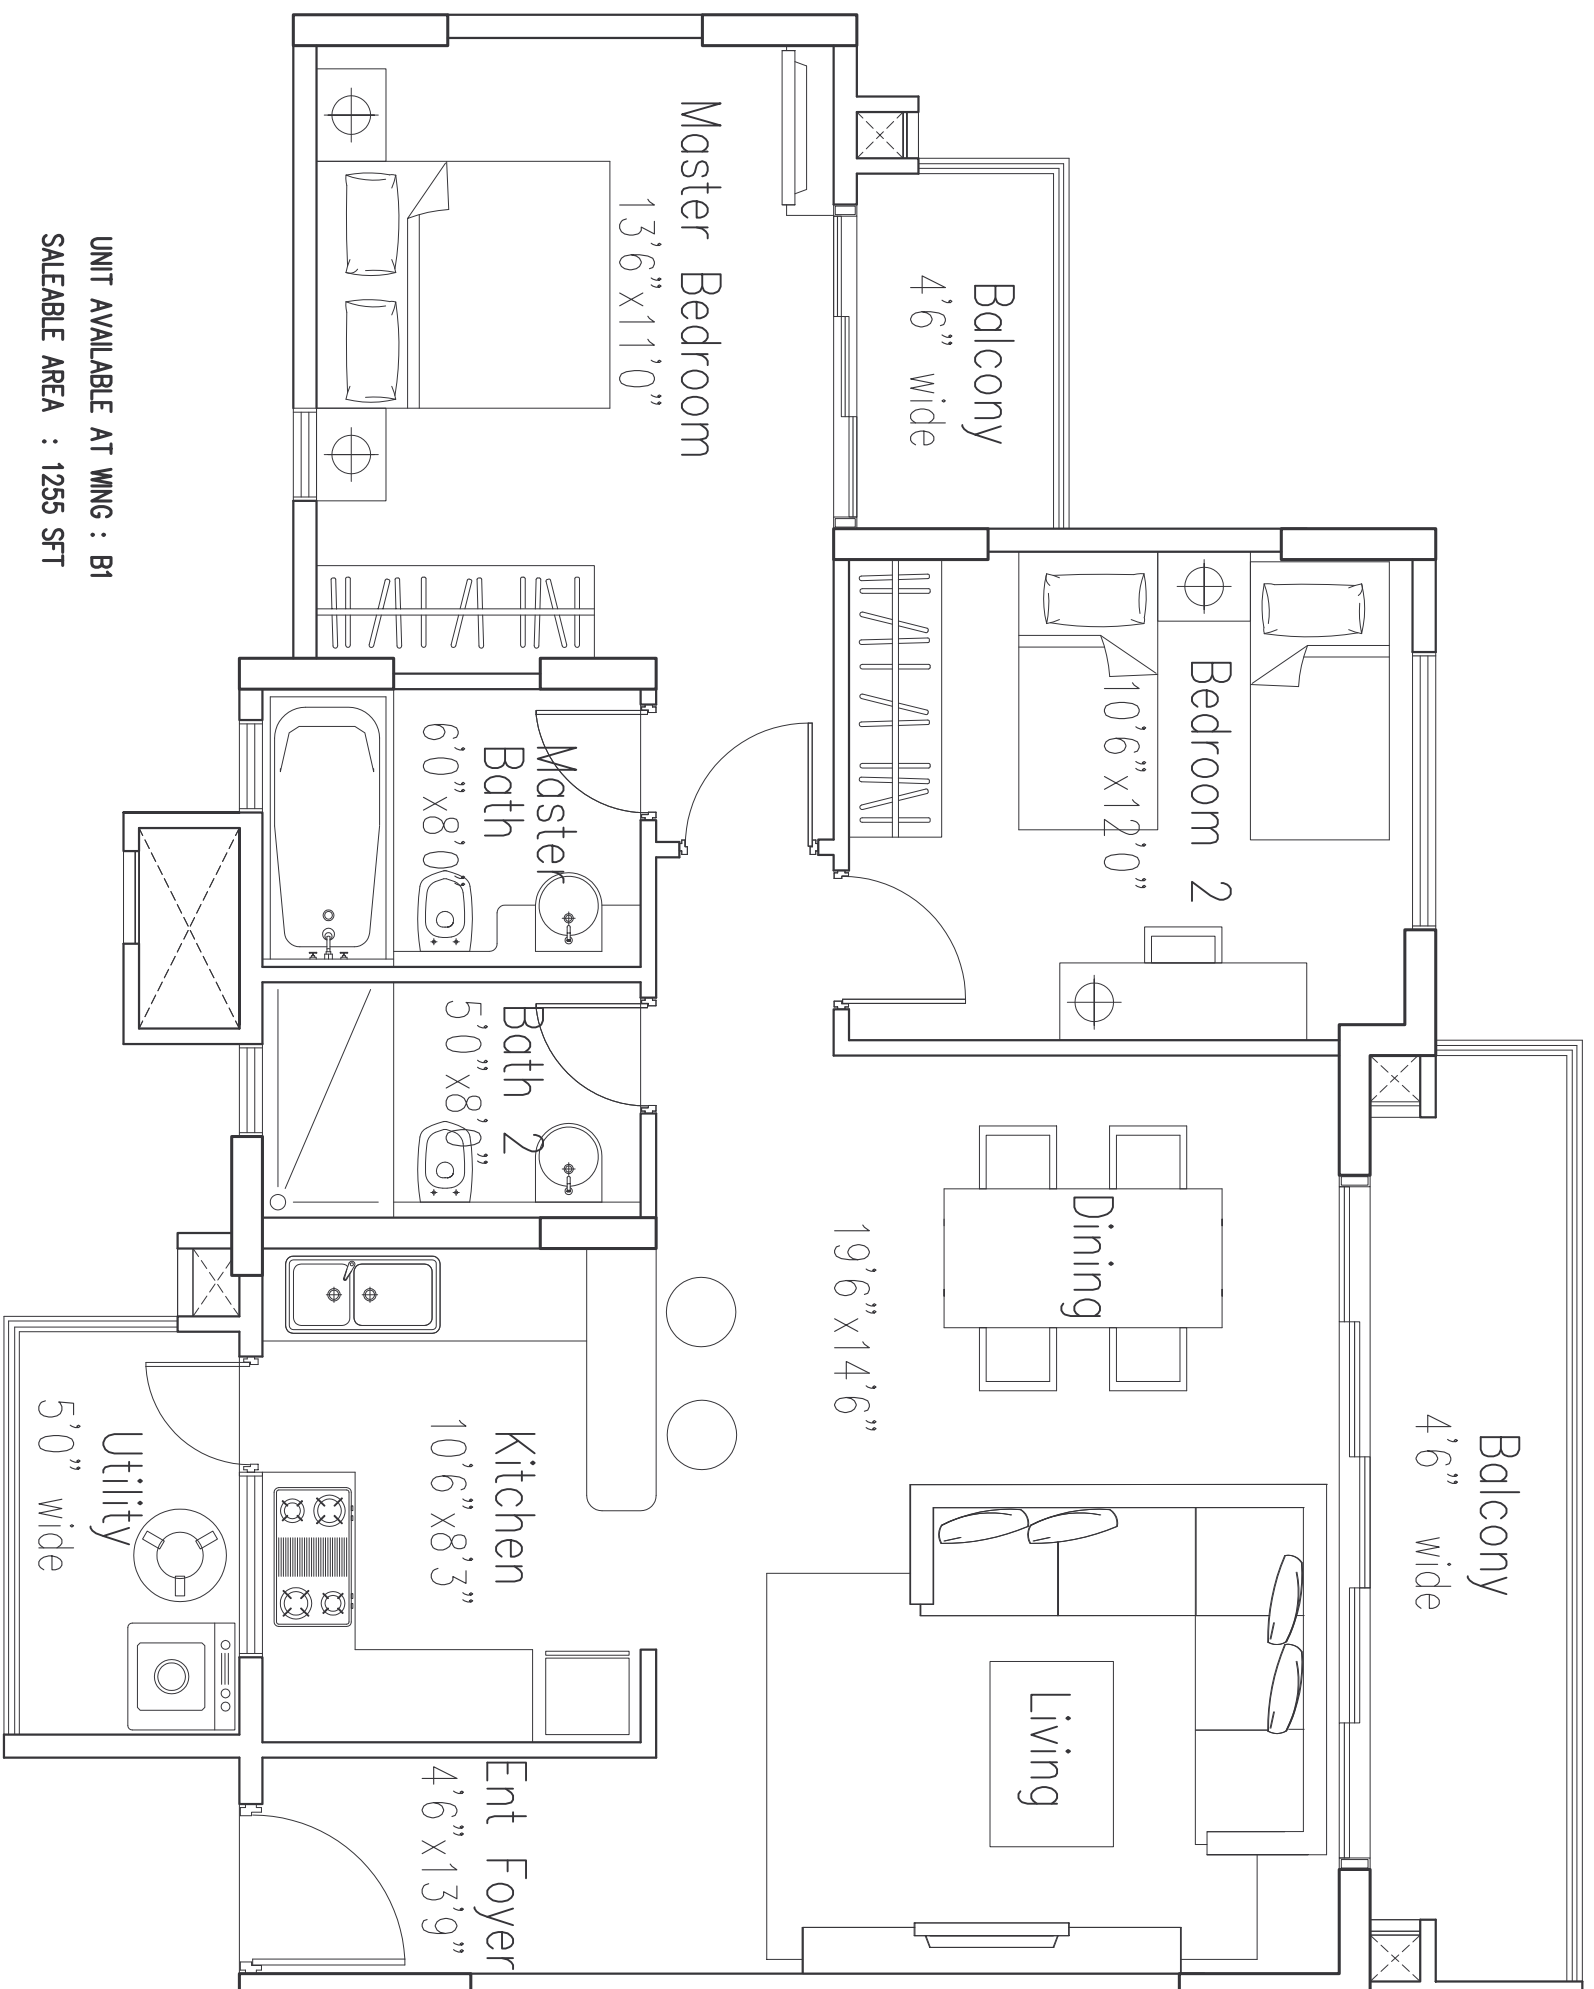 Balcony
4'6" wide
Balcony
4'6" wide
Bedroom 2
10'6"x12'0"
Dining
Living
19'6"x14'6"
Master Bedroom
13'6"x11'0"
Master
Bath
6'0"x8'0"
Bath 2
5'0"x8'0"
Kitchen
10'6"x8'3"
Ent Foyer
4'6"x13'9"
Utility
5'0" wide
UNIT AVAILABLE AT WING : B1
SALEABLE AREA : 1255 SFT